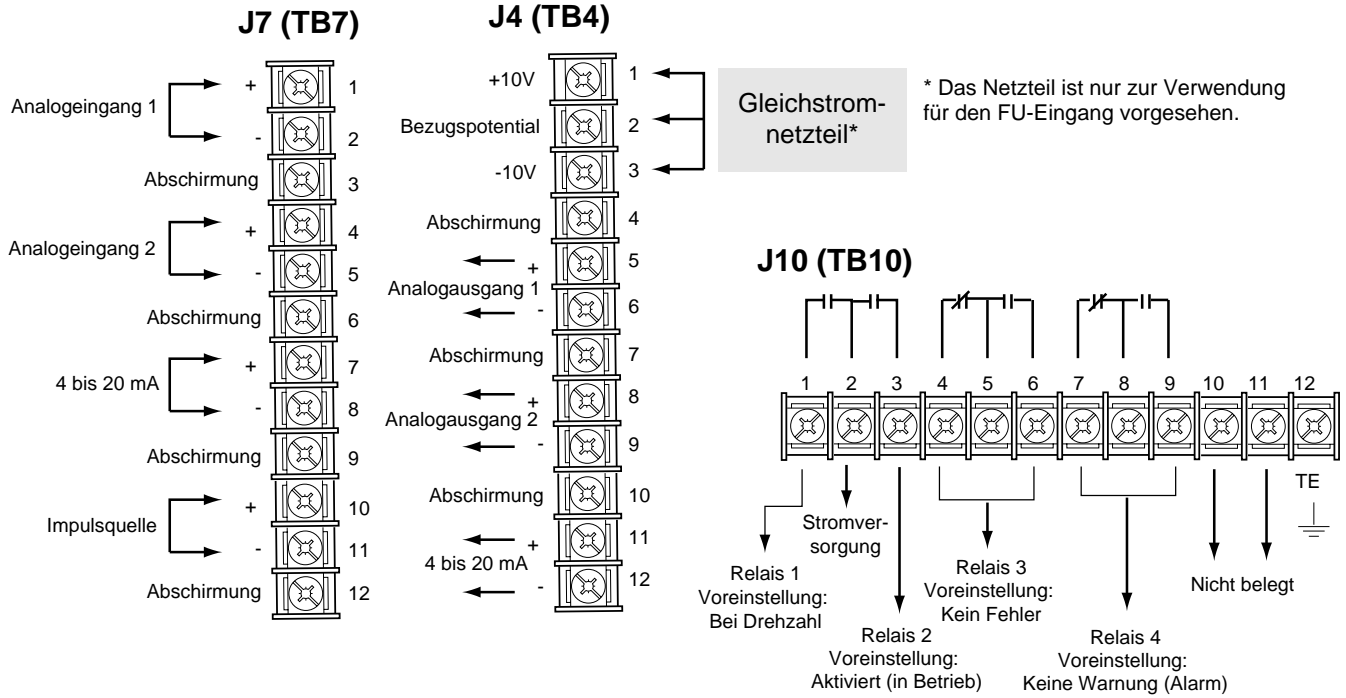 J7 (TB7)
Analogeingang 1
+ 1
- 2
Abschirmung 3
Analogeingang 2
+ 4
- 5
Abschirmung 6
4 bis 20 mA
+ 7
- 8
Abschirmung 9
Impulsquelle
+ 10
- 11
Abschirmung 12
J4 (TB4)
+10V 1
Bezugspotential 2
-10V 3
Abschirmung 4
+ 5
Analogausgang 1
- 6
Abschirmung 7
+ 8
Analogausgang 2
- 9
Abschirmung 10
+ 11
4 bis 20 mA
- 12
Gleichstrom-
netzteil*
* Das Netzteil ist nur zur Verwendung
für den FU-Eingang vorgesehen.
J10 (TB10)
1 2 3 4 5 6 7 8 9 10 11 12
TE
Relais 1
Voreinstellung:
Bei Drehzahl
Stromver-
sorgung
Relais 2
Voreinstellung:
Aktiviert (in Betrieb)
Relais 3
Voreinstellung:
Kein Fehler
Relais 4
Voreinstellung:
Keine Warnung (Alarm)
Nicht belegt